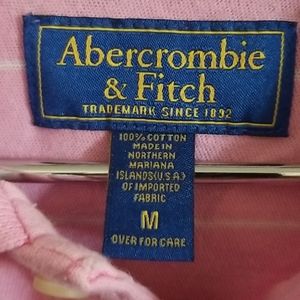 Abercrombie
& Fitch
TRADEMARK SINCE 1892
100% COTTON
MADE IN
NORTHERN
MARIANA
ISLANDS(U.S.A.)
OF IMPORTED
FABRIC
M
OVER FOR CARE